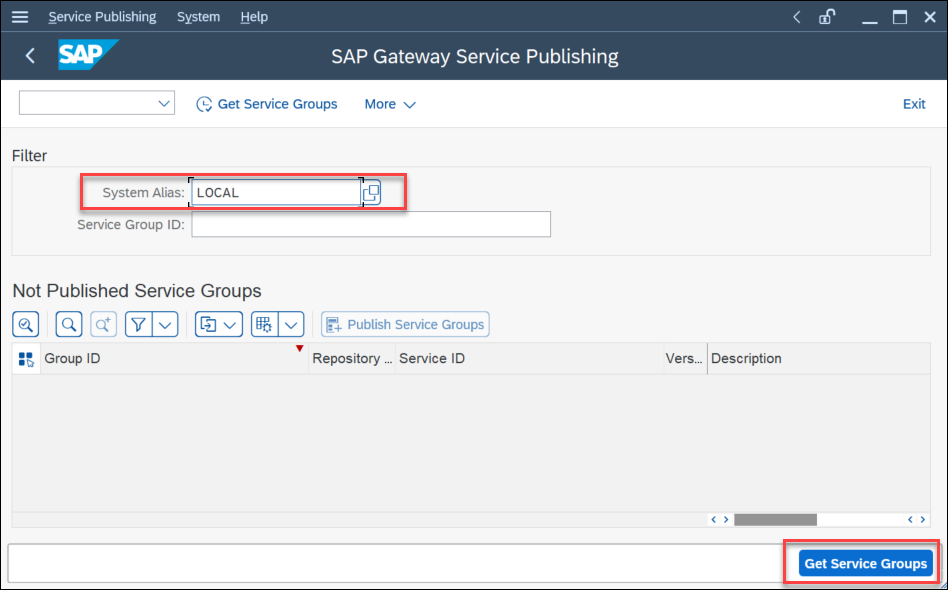 Service Publishing System Help
SAP SAP Gateway Service Publishing
Get Service Groups More Exit
Filter
System Alias: LOCAL
Service Group ID:
Not Published Service Groups
Publish Service Groups
Group ID Repository ... Service ID Vers... Description
Get Service Groups